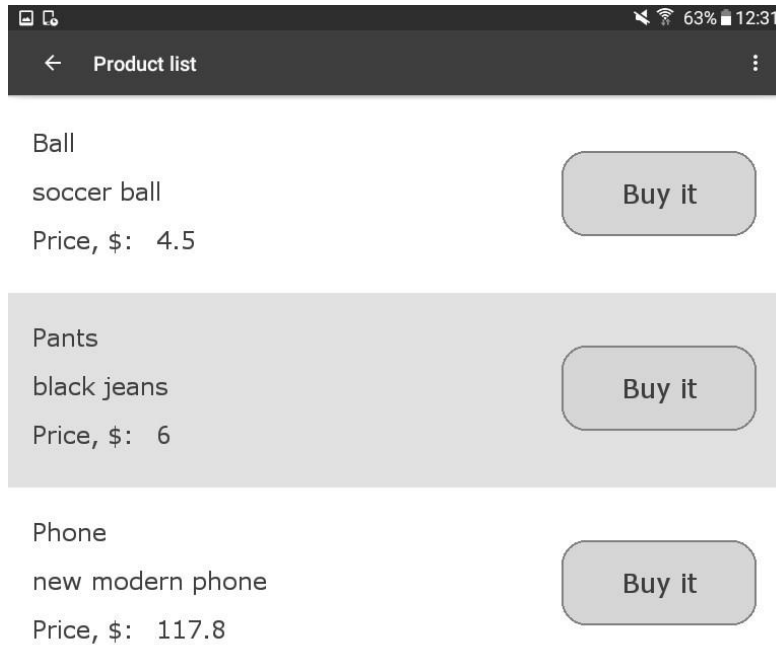 63% 12:31
Product list
Ball
soccer ball
Buy it
Price, $: 4.5
Pants
black jeans
Buy it
Price, $: 6
Phone
new modern phone
Buy it
Price, $: 117.8